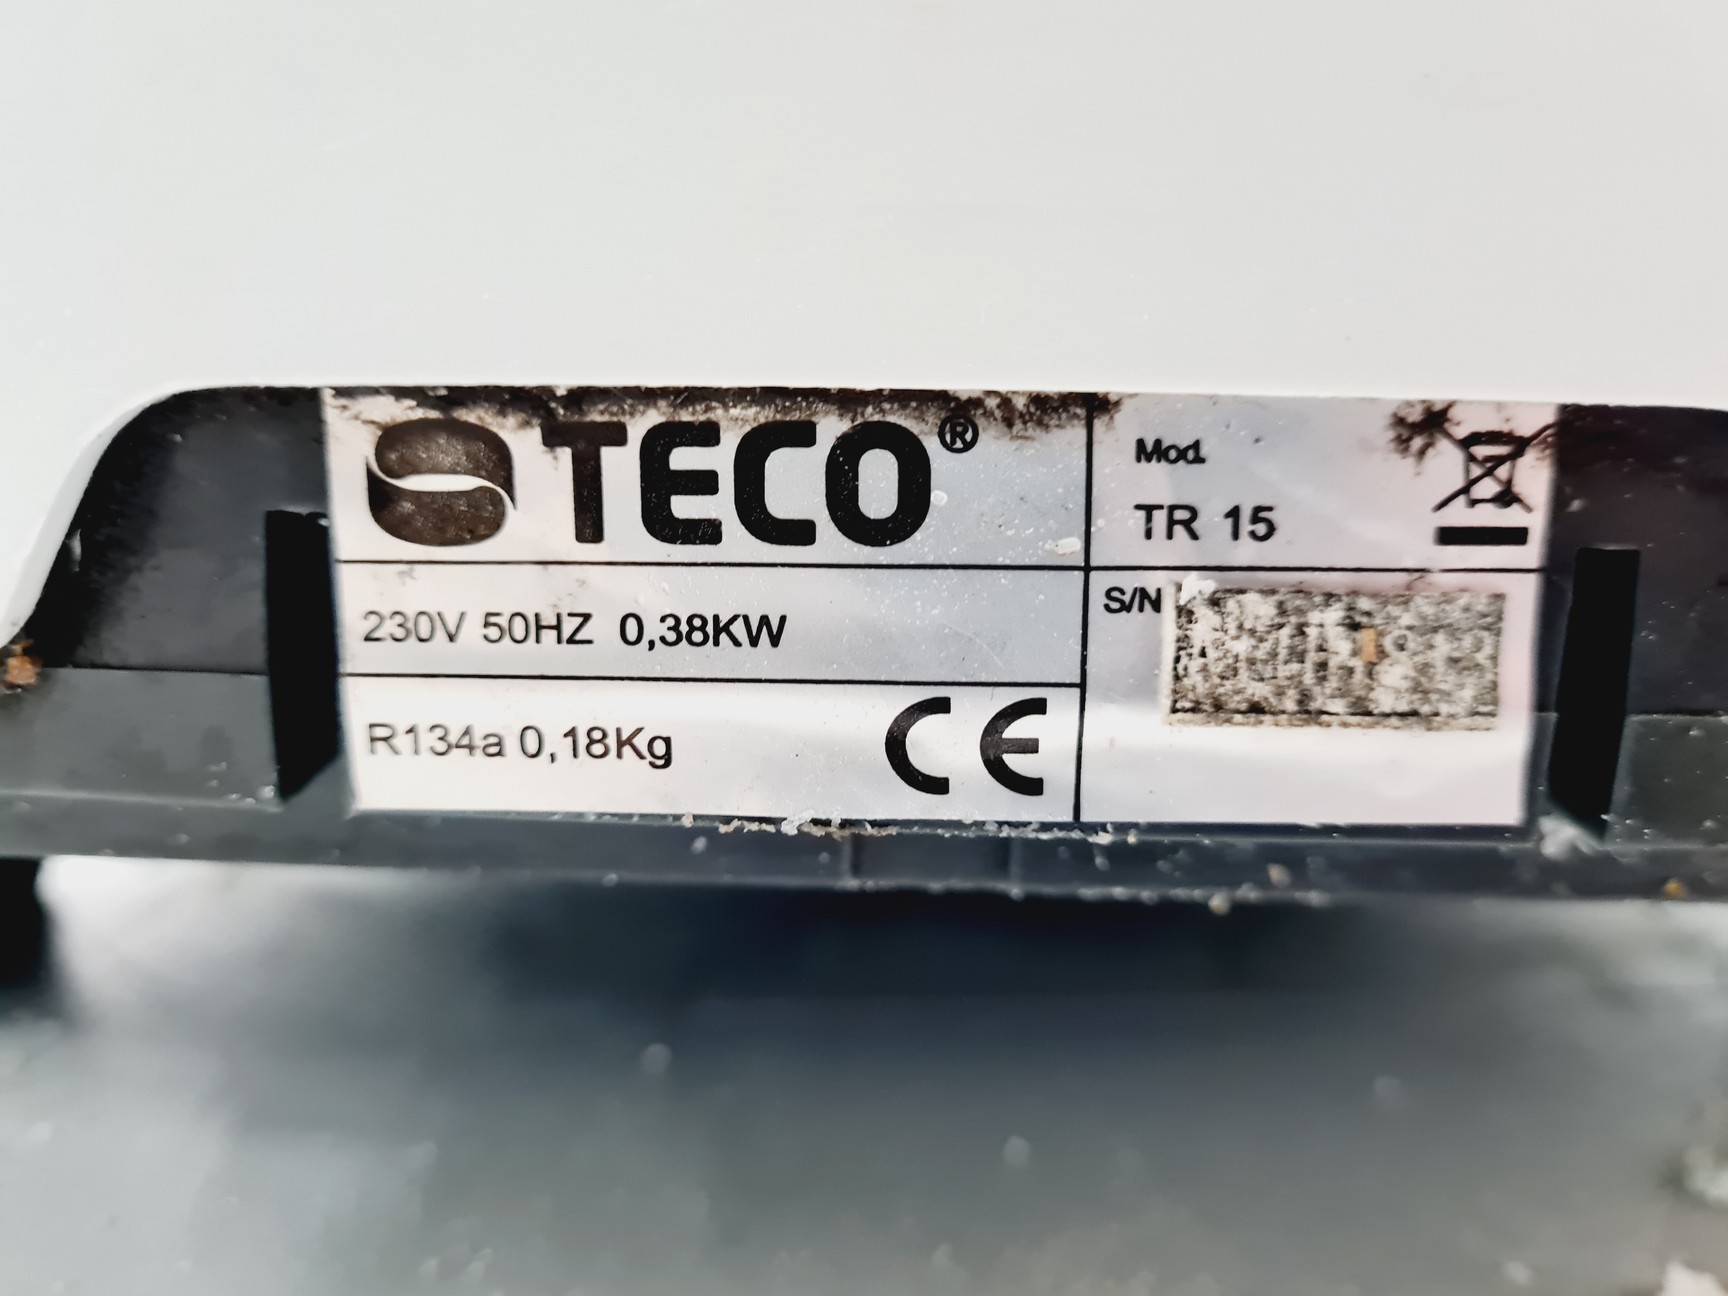 TECO®
Mod.
TR 15
230V 50HZ 0,38KW
S/N
R134a 0,18Kg
CE